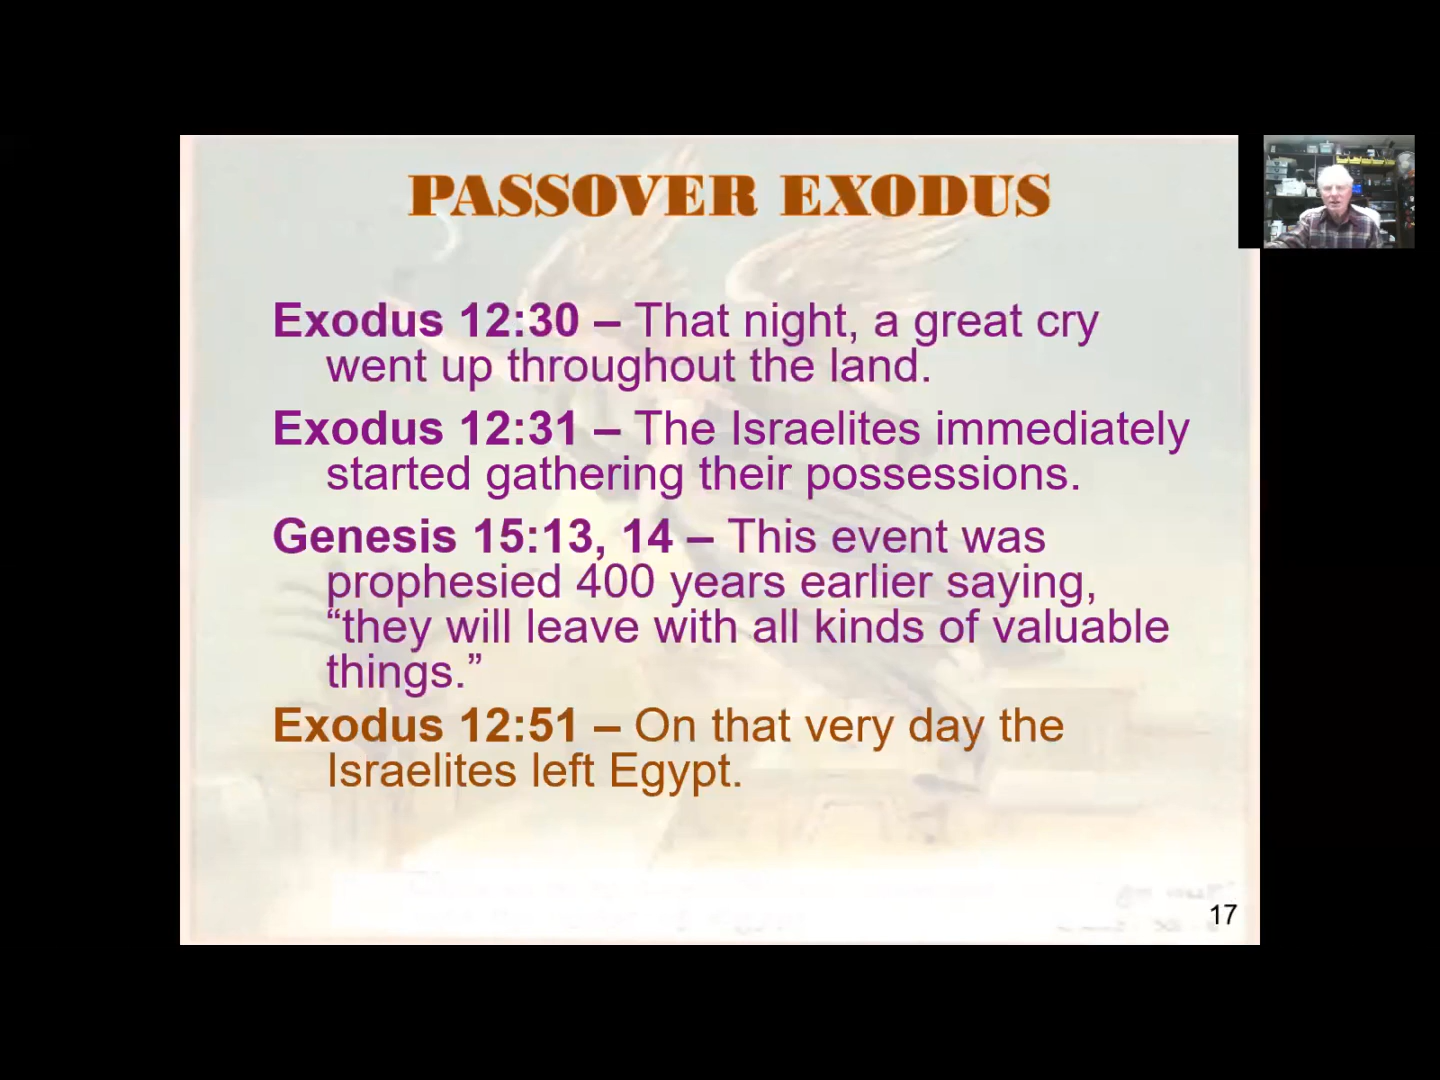 PASSOVER EXODUS
Exodus 12:30 – That night, a great cry
went up throughout the land.
Exodus 12:31 – The Israelites immediately
started gathering their possessions.
Genesis 15:13, 14 – This event was
prophesied 400 years earlier saying,
“they will leave with all kinds of valuable
things.”
Exodus 12:51 – On that very day the
Israelites left Egypt.
17